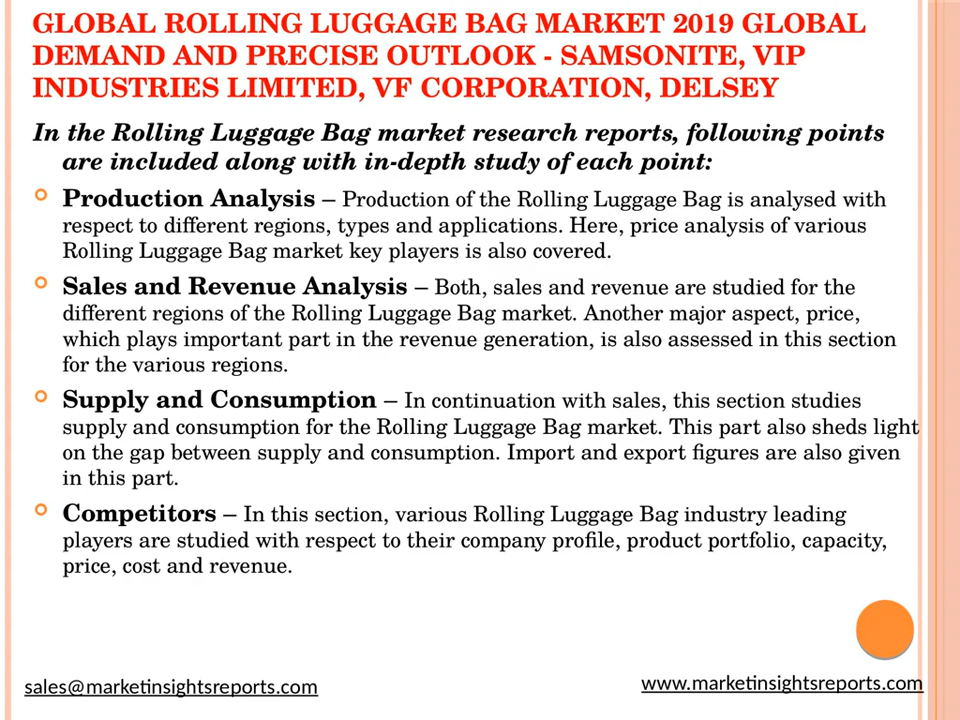 GLOBAL ROLLING LUGGAGE BAG MARKET 2019 GLOBAL
DEMAND AND PRECISE OUTLOOK - SAMSONITE, VIP
INDUSTRIES LIMITED, VF CORPORATION, DELSEY
In the Rolling Luggage Bag market research reports, following points
are included along with in-depth study of each point:
Production Analysis – Production of the Rolling Luggage Bag is analysed with
respect to different regions, types and applications. Here, price analysis of various
Rolling Luggage Bag market key players is also covered.
Sales and Revenue Analysis – Both, sales and revenue are studied for the
different regions of the Rolling Luggage Bag market. Another major aspect, price,
which plays important part in the revenue generation, is also assessed in this section
for the various regions.
Supply and Consumption – In continuation with sales, this section studies
supply and consumption for the Rolling Luggage Bag market. This part also sheds light
on the gap between supply and consumption. Import and export figures are also given
in this part.
Competitors – In this section, various Rolling Luggage Bag industry leading
players are studied with respect to their company profile, product portfolio, capacity,
price, cost and revenue.
sales@marketinsightsreports.com
www.marketinsightsreports.com